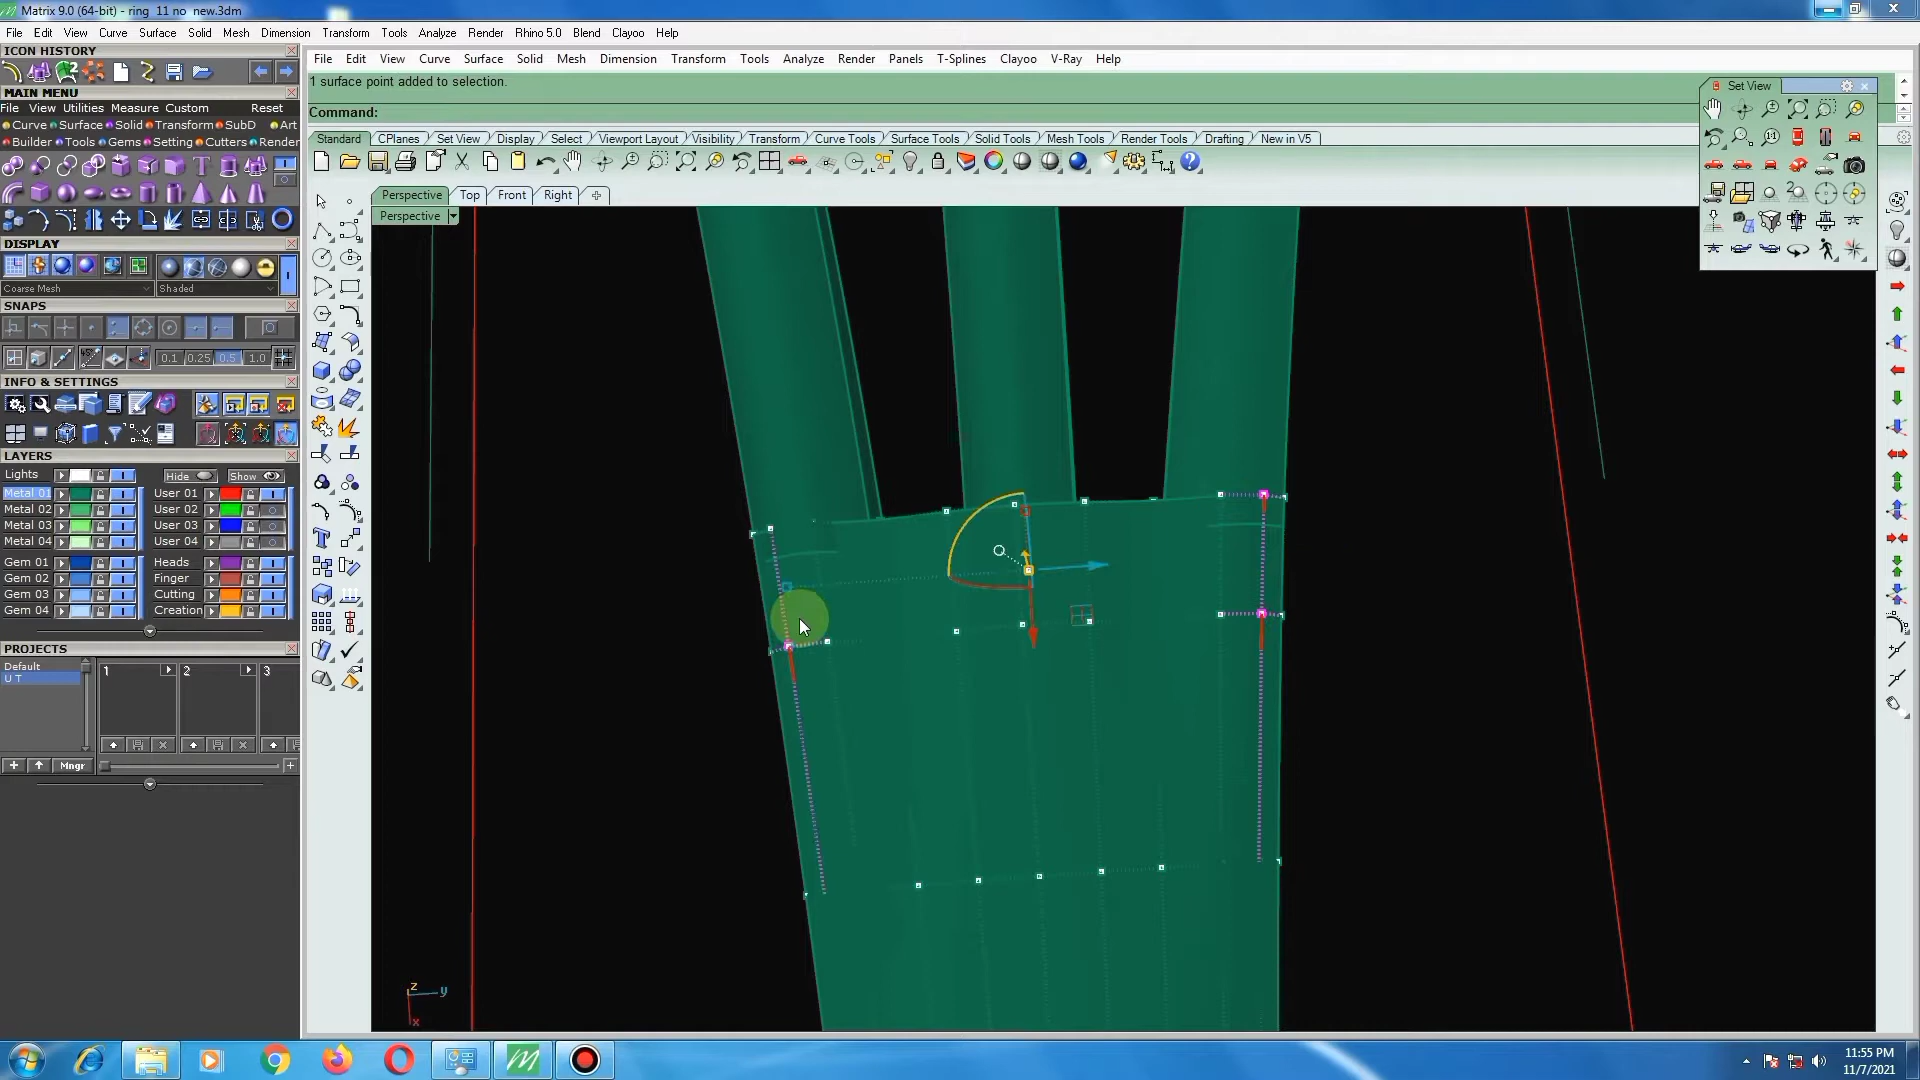 Matrix 9.0 (64-bit) - ring  11 no  new.3dm
File Edit View Curve Surface Solid Mesh Dimension Transform Tools Analyze Render Rhino 5.0 Blend Clayoo Help
ICON HISTORY
MAIN MENU
File View Utilities Measure Custom Reset
Curve Surface Solid Transform SubD Art
Builder Tools Gems Setting Cutters Render
DISPLAY
Coarse Mesh Shaded
SNAPS
0.1 0.25 0.5 1.0
INFO & SETTINGS
LAYERS
Lights Hide Show
Metal 01 User 01
Metal 02 User 02
Metal 03 User 03
Metal 04 User 04
Gem 01 Heads
Gem 02 Finger
Gem 03 Cutting
Gem 04 Creation
PROJECTS
Default
U T
1 2 3
Mngr
File Edit View Curve Surface Solid Mesh Dimension Transform Tools Analyze Render Panels T-Splines Clayoo V-Ray Help
1 surface point added to selection.
Command:
Standard CPlanes Set View Display Select Viewport Layout Visibility Transform Curve Tools Surface Tools Solid Tools Mesh Tools Render Tools Drafting New in V5
Perspective Top Front Right
Perspective
Set View
z y
x
11:55 PM
11/7/2021